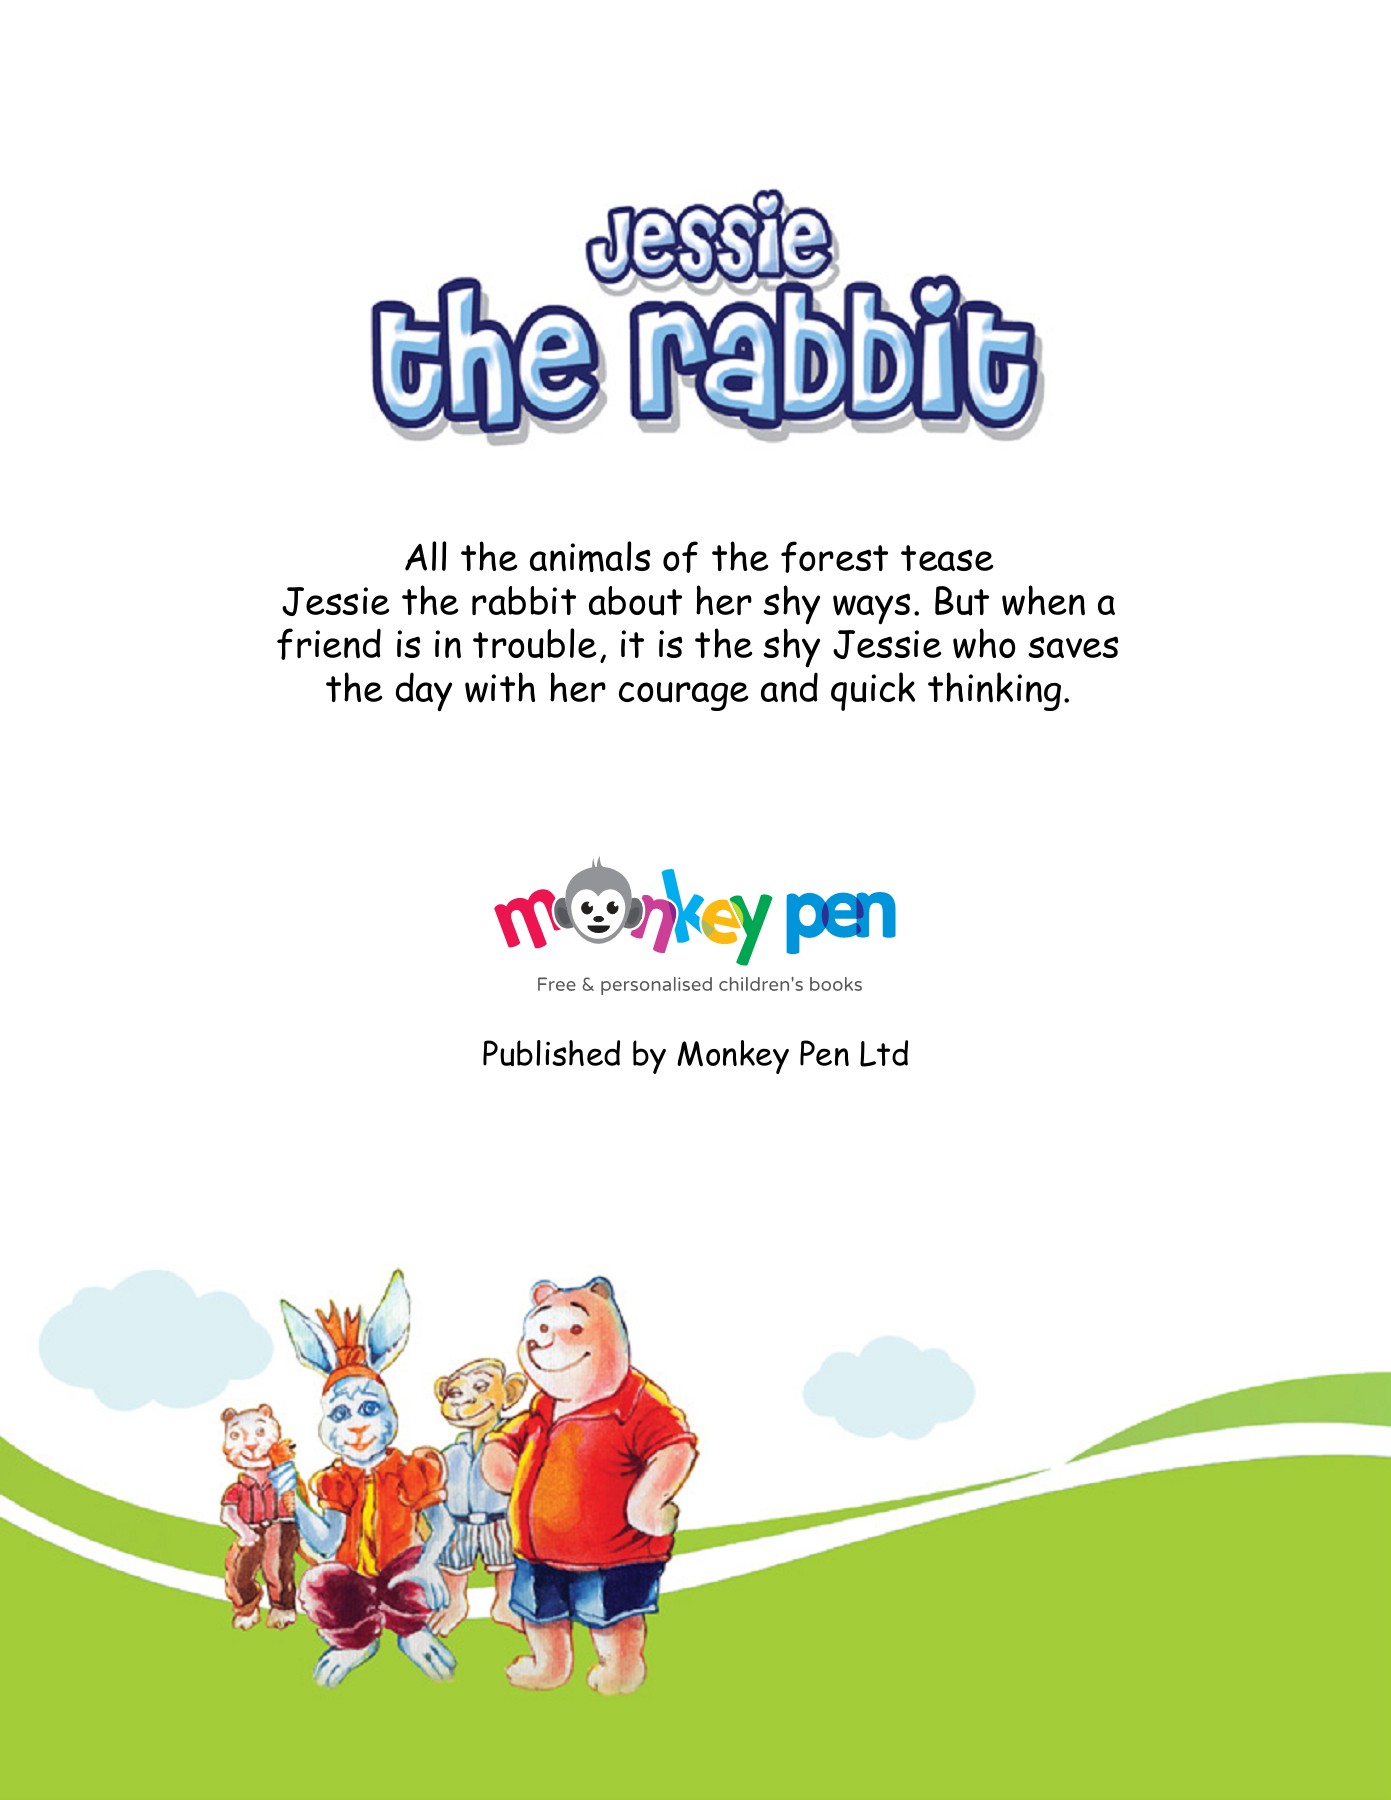 Jessie
the rabbit
All the animals of the forest tease
Jessie the rabbit about her shy ways. But when a
friend is in trouble, it is the shy Jessie who saves
the day with her courage and quick thinking.
monkey pen
Free & personalised children's books
Published by Monkey Pen Ltd